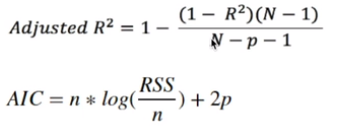 Adjusted R² = 1 − (1 − R²)(N − 1) / N − p − 1
AIC = n * log(RSS / n) + 2p